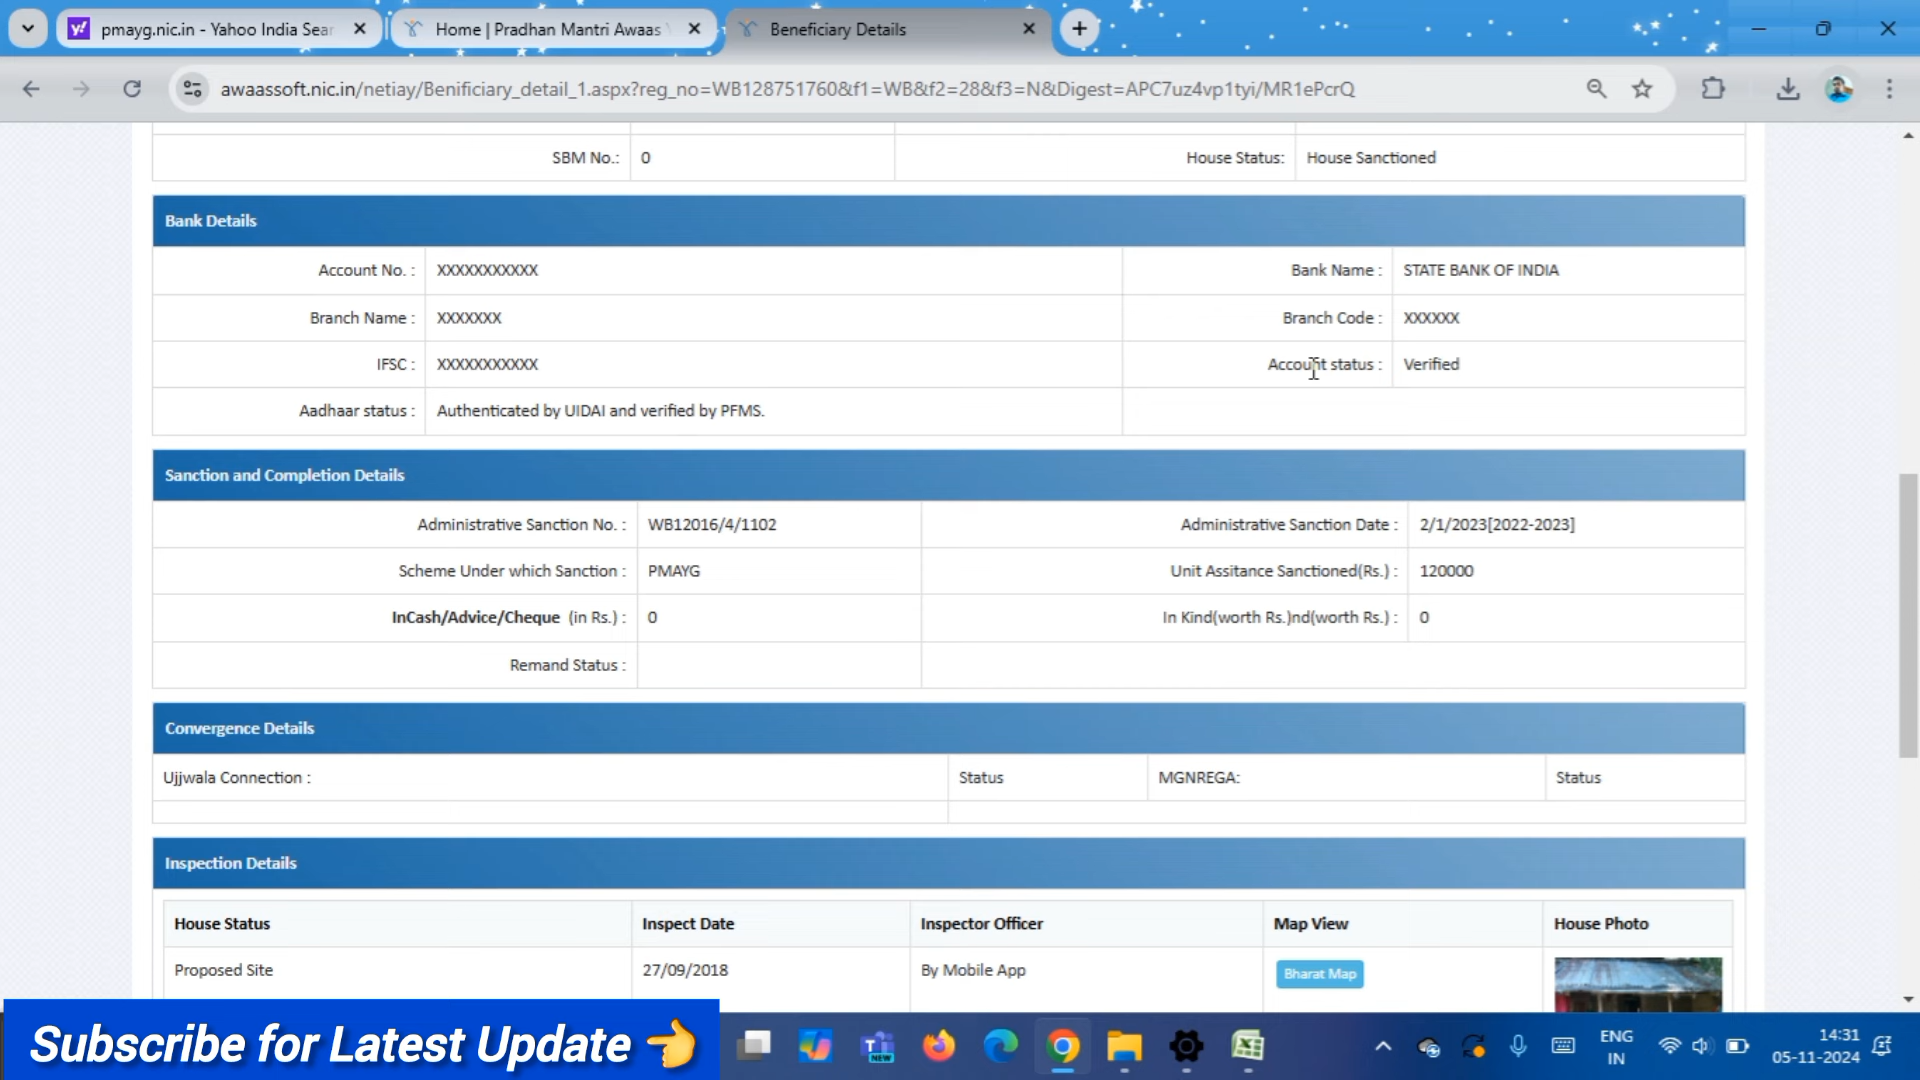 pmayg.nic.in - Yahoo India Sear
Home | Pradhan Mantri Awaas Y
Beneficiary Details
awaassoft.nic.in/netiay/Benificiary_detail_1.aspx?reg_no=WB128751760&f1=WB&f2=28&f3=N&Digest=APC7uz4vp1tyi/MR1ePcrQ
SBM No.: 0 House Status: House Sanctioned
Bank Details
Account No. : XXXXXXXXXXX Bank Name : STATE BANK OF INDIA
Branch Name : XXXXXXX Branch Code : XXXXXX
IFSC : XXXXXXXXXXX Account status : Verified
Aadhaar status : Authenticated by UIDAI and verified by PFMS.
Sanction and Completion Details
Administrative Sanction No. : WB12016/4/1102 Administrative Sanction Date : 2/1/2023[2022-2023]
Scheme Under which Sanction : PMAYG Unit Assitance Sanctioned(Rs.) : 120000
InCash/Advice/Cheque (in Rs.) : 0 In Kind(worth Rs.)nd(worth Rs.) : 0
Remand Status :
Convergence Details
Ujjwala Connection : Status MGNREGA: Status
Inspection Details
House Status Inspect Date Inspector Officer Map View House Photo
Proposed Site 27/09/2018 By Mobile App Bharat Map
Subscribe for Latest Update
NEW
ENG
IN
14:31
05-11-2024